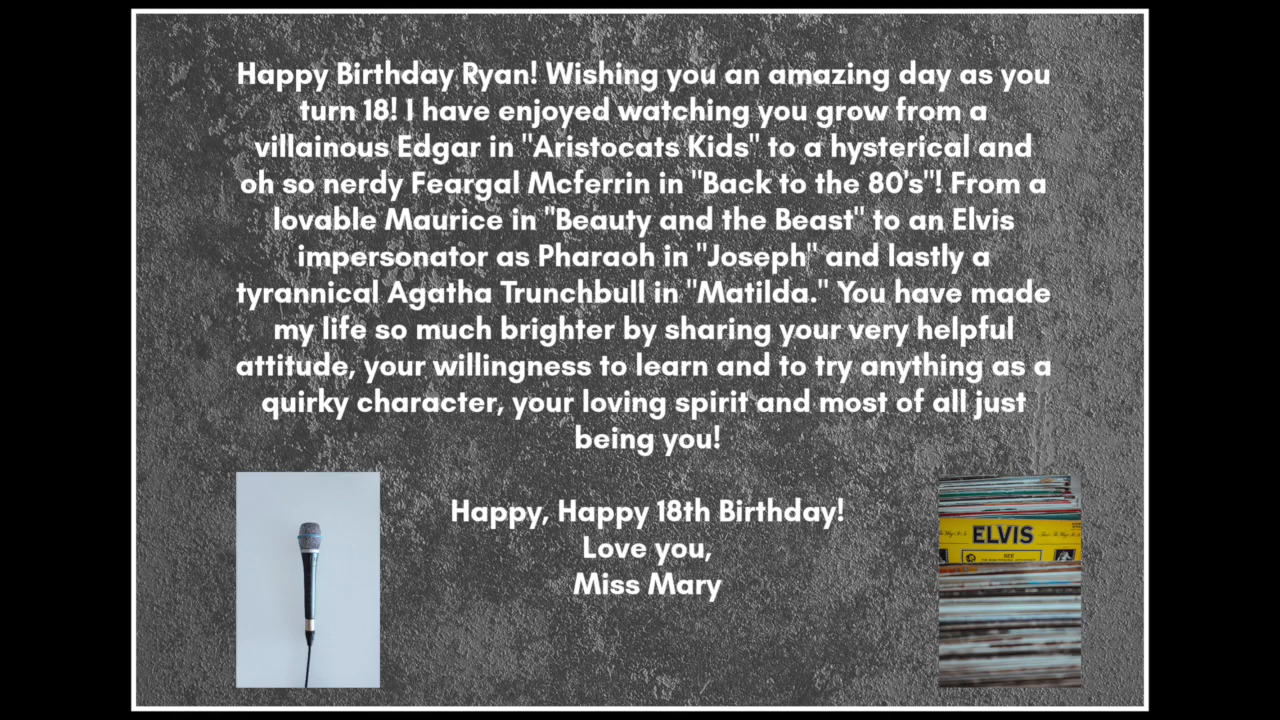 Happy Birthday Ryan! Wishing you an amazing day as you
turn 18! I have enjoyed watching you grow from a
villainous Edgar in "Aristocats Kids" to a hysterical and
oh so nerdy Feargal Mcferrin in "Back to the 80's"! From a
lovable Maurice in "Beauty and the Beast" to an Elvis
impersonator as Pharaoh in "Joseph" and lastly a
tyrannical Agatha Trunchbull in "Matilda." You have made
my life so much brighter by sharing your very helpful
attitude, your willingness to learn and to try anything as a
quirky character, your loving spirit and most of all just
being you!
Happy, Happy 18th Birthday!
Love you,
Miss Mary
ELVIS